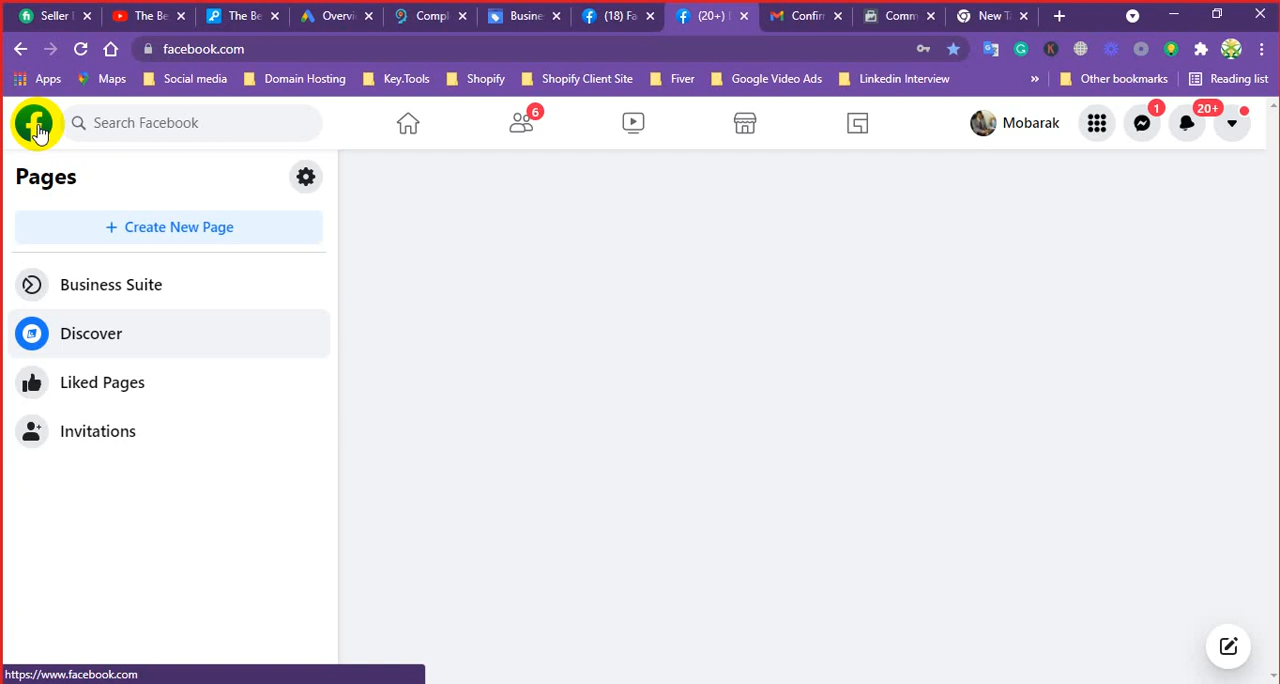 Seller
The Be
The Be
Overvi
Compl
Busine
(18) Fa
(20+)
Confir
Comm
New Ta
facebook.com
Apps
Maps
Social media
Domain Hosting
Key.Tools
Shopify
Shopify Client Site
Fiver
Google Video Ads
Linkedin Interview
»
Other bookmarks
Reading list
Search Facebook
6
Mobarak
1
20+
Pages
+ Create New Page
Business Suite
Discover
Liked Pages
Invitations
https://www.facebook.com